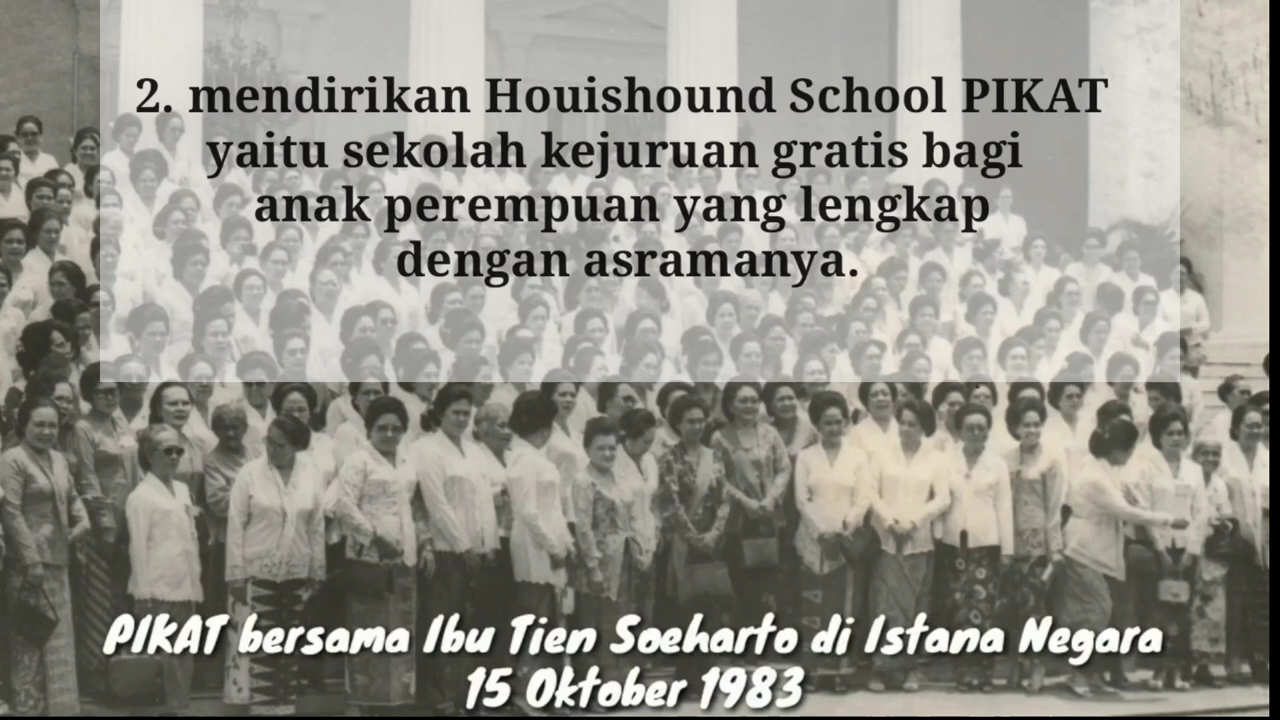 2. mendirikan Houishound School PIKAT
yaitu sekolah kejuruan gratis bagi
anak perempuan yang lengkap
dengan asramanya.
PIKAT bersama Ibu Tien Soeharto di Istana Negara
15 Oktober 1983